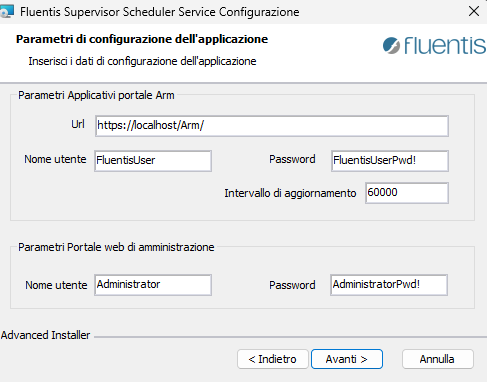 Fluentis Supervisor Scheduler Service Configurazione
Parametri di configurazione dell'applicazione
Inserisci i dati di configurazione dell'applicazione
fluentis
Parametri Applicativi portale Arm
Url https://localhost/Arm/
Nome utente FluentisUser Password FluentisUserPwd!
Intervallo di aggiornamento 60000
Parametri Portale web di amministrazione
Nome utente Administrator Password AdministratorPwd!
Advanced Installer
< Indietro Avanti > Annulla